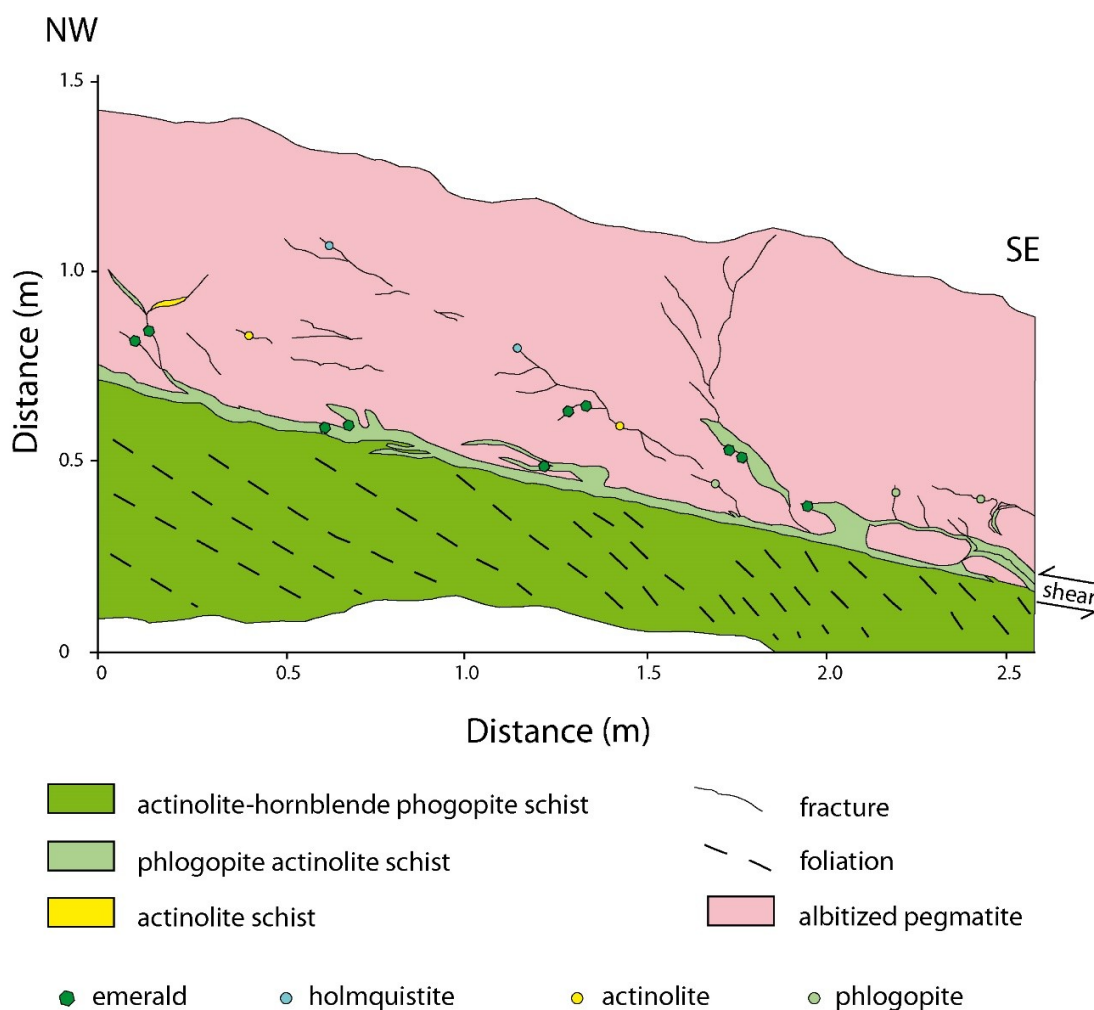 NW
1.5
SE
1.0
Distance (m)
0.5
shear
0
0 0.5 1.0 1.5 2.0 2.5
Distance (m)
actinolite-hornblende phogopite schist
fracture
phlogopite actinolite schist
foliation
actinolite schist
albitized pegmatite
emerald
holmquistite
actinolite
phlogopite